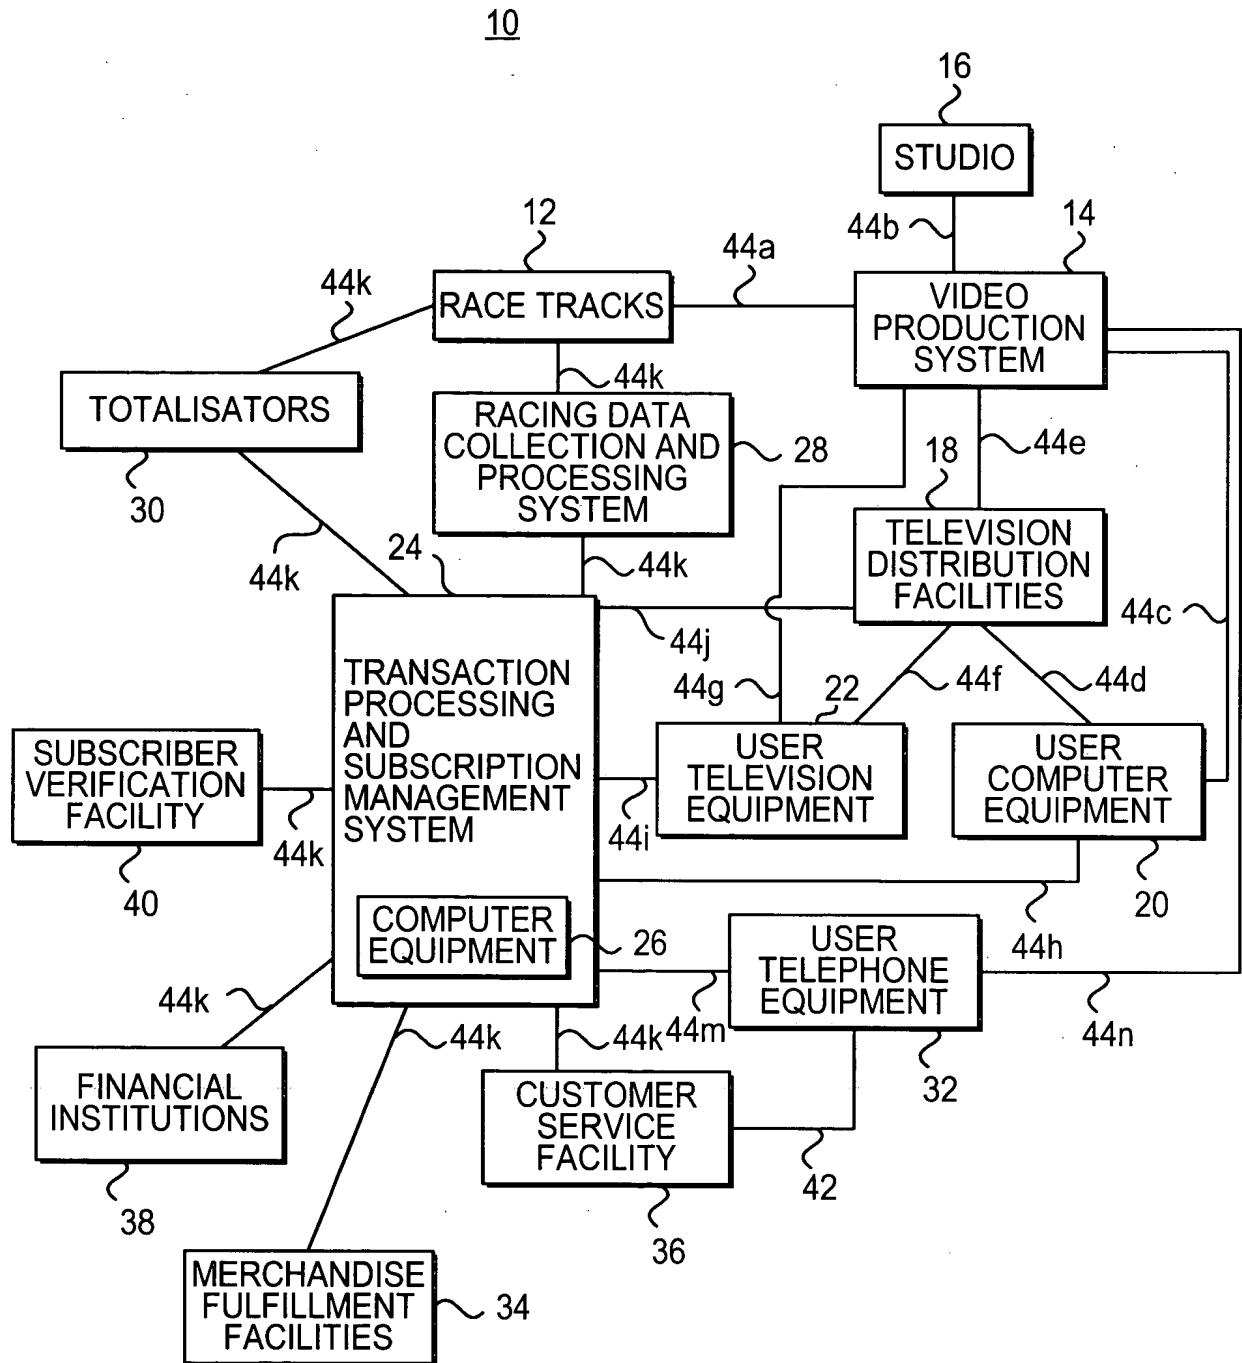 10
16
STUDIO
12
44b
14
44a
44k
RACE TRACKS
VIDEO
PRODUCTION
SYSTEM
44k
TOTALISATORS
RACING DATA
COLLECTION AND
PROCESSING
SYSTEM
28
18
44e
30
TELEVISION
DISTRIBUTION
FACILITIES
24
44k
44k
44c
44j
TRANSACTION
PROCESSING
AND
SUBSCRIPTION
MANAGEMENT
SYSTEM
44g
22
44f
44d
SUBSCRIBER
VERIFICATION
FACILITY
USER
TELEVISION
EQUIPMENT
USER
COMPUTER
EQUIPMENT
44k
44i
40
20
COMPUTER
EQUIPMENT
26
USER
TELEPHONE
EQUIPMENT
44h
44k
44k
44k
44m
44n
32
FINANCIAL
INSTITUTIONS
CUSTOMER
SERVICE
FACILITY
42
38
36
MERCHANDISE
FULFILLMENT
FACILITIES
34